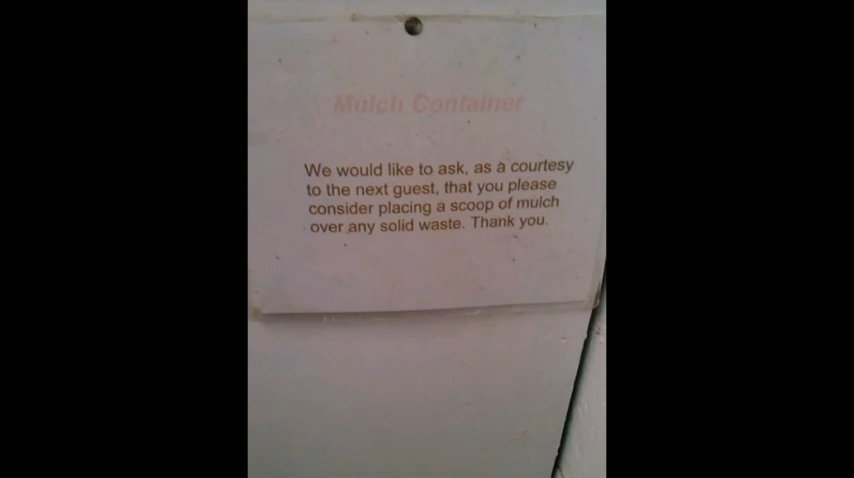 Mulch Container
We would like to ask, as a courtesy
to the next guest, that you please
consider placing a scoop of mulch
over any solid waste. Thank you.